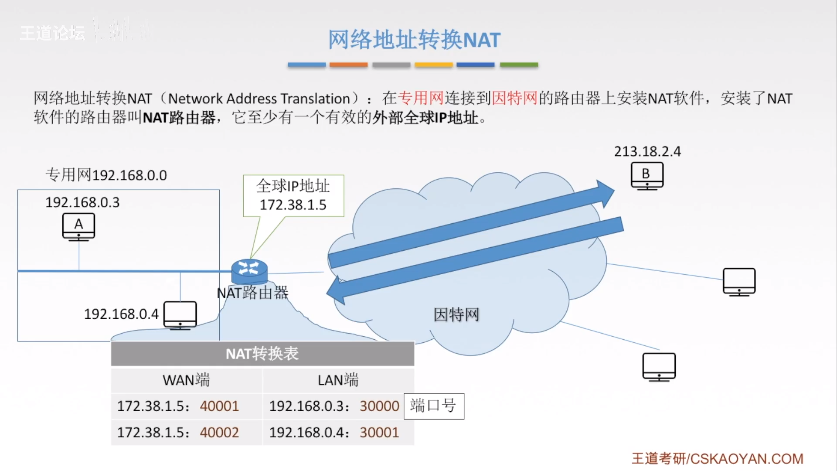 王道论坛
网络地址转换NAT
网络地址转换NAT（Network Address Translation）：在专用网连接到因特网的路由器上安装NAT软件，安装了NAT
软件的路由器叫NAT路由器，它至少有一个有效的外部全球IP地址。
213.18.2.4
专用网192.168.0.0
全球IP地址
172.38.1.5
B
192.168.0.3
A
NAT路由器
192.168.0.4
因特网
NAT转换表
WAN端 LAN端
172.38.1.5：40001 192.168.0.3：30000 端口号
172.38.1.5：40002 192.168.0.4：30001
王道考研/CSKAOYAN.COM